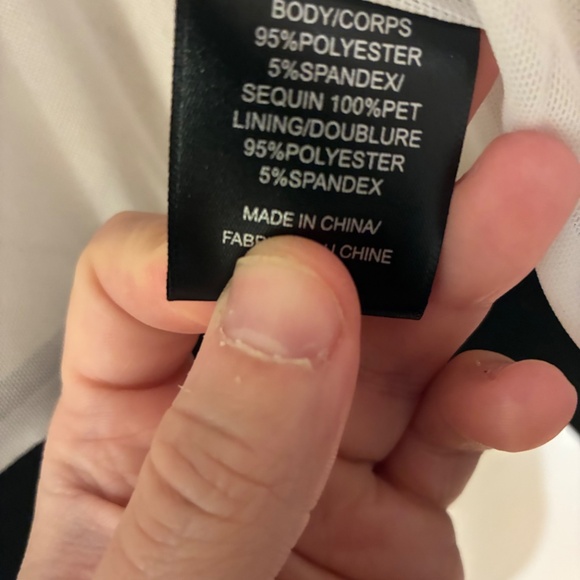 BODY/CORPS
95%POLYESTER
5%SPANDEX/
SEQUIN 100%PET
LINING/DOUBLURE
95%POLYESTER
5%SPANDEX
MADE IN CHINA/
CHINE